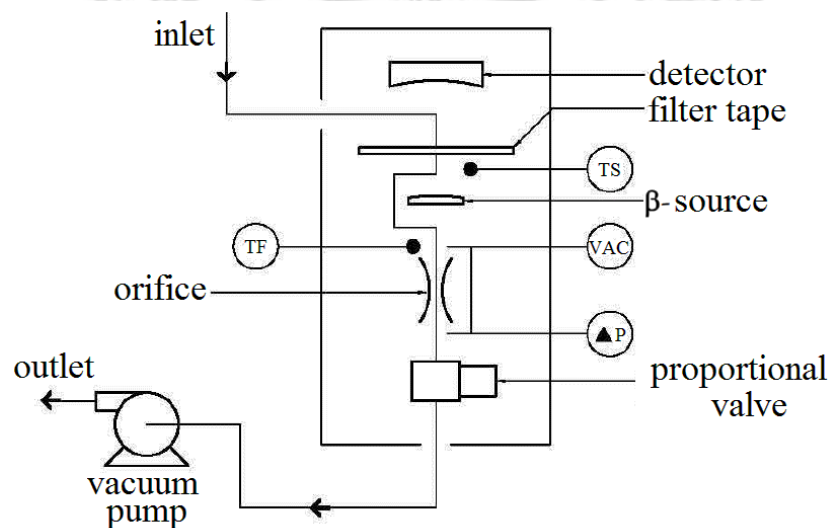 inlet
detector
filter tape
TS
β-source
TF
VAC
orifice
▲P
outlet
proportional
valve
vacuum
pump